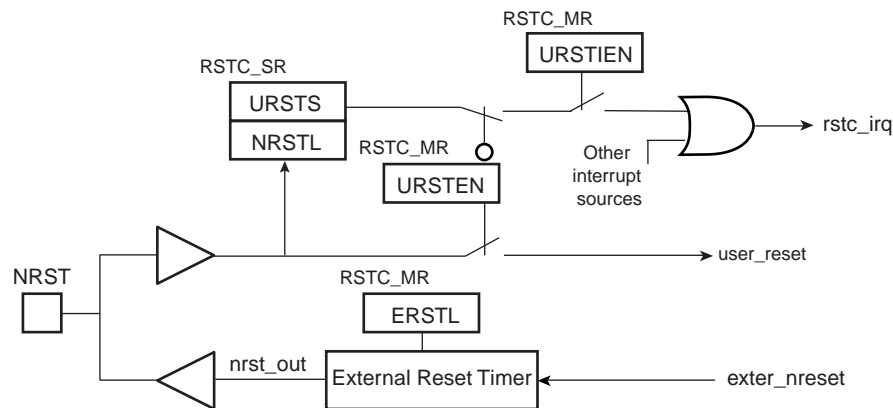 RSTC_MR
URSTIEN
RSTC_SR
URSTS
NRSTL
RSTC_MR
URSTEN
rstc_irq
Other
interrupt
sources
user_reset
NRST
RSTC_MR
ERSTL
nrst_out
External Reset Timer
exter_nreset